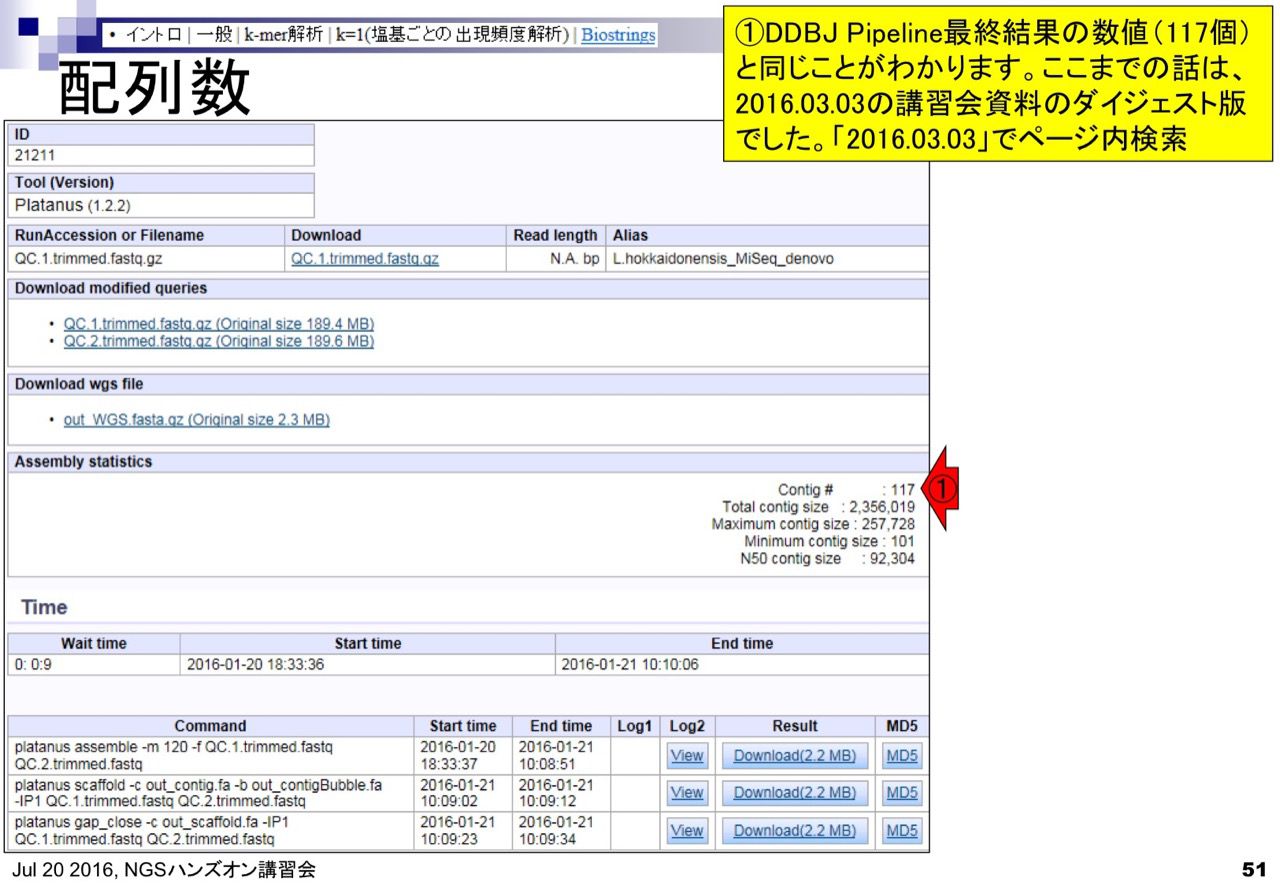 • イントロ | 一般 | k-mer解析 | k=1(塩基ごとの出現頻度解析) | Biostrings
配列数
①DDBJ Pipeline最終結果の数値（117個）
と同じことがわかります。ここまでの話は、
2016.03.03の講習会資料のダイジェスト版
でした。「2016.03.03」でページ内検索
ID
21211
Tool (Version)
Platanus (1.2.2)
RunAccession or Filename Download Read length Alias
QC.1.trimmed.fastq.gz QC.1.trimmed.fastq.gz N.A. bp L.hokkaidonensis_MiSeq_denovo
Download modified queries
• QC.1.trimmed.fastq.gz (Original size 189.4 MB)
• QC.2.trimmed.fastq.gz (Original size 189.6 MB)
Download wgs file
• out_WGS.fasta.gz (Original size 2.3 MB)
Assembly statistics
Contig # : 117
①
Total contig size : 2,356,019
Maximum contig size : 257,728
Minimum contig size : 101
N50 contig size : 92,304
Time
Wait time Start time End time
0: 0:9 2016-01-20 18:33:36 2016-01-21 10:10:06
Command Start time End time Log1 Log2 Result MD5
platanus assemble -m 120 -f QC.1.trimmed.fastq 2016-01-20 2016-01-21 View Download(2.2 MB) MD5
QC.2.trimmed.fastq 18:33:37 10:08:51
platanus scaffold -c out_contig.fa -b out_contigBubble.fa 2016-01-21 2016-01-21 View Download(2.2 MB) MD5
-IP1 QC.1.trimmed.fastq QC.2.trimmed.fastq 10:09:02 10:09:12
platanus gap_close -c out_scaffold.fa -IP1 2016-01-21 2016-01-21 View Download(2.2 MB) MD5
QC.1.trimmed.fastq QC.2.trimmed.fastq 10:09:23 10:09:34
Jul 20 2016, NGSハンズオン講習会
51